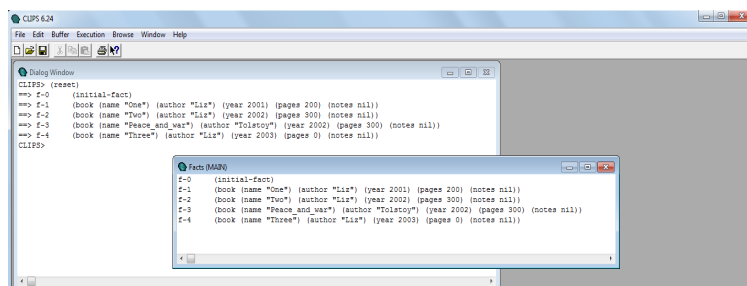 CLIPS 6.24
File Edit Buffer Execution Browse Window Help
Dialog Window
CLIPS> (reset)
==> f-0 (initial-fact)
==> f-1 (book (name "One") (author "Liz") (year 2001) (pages 200) (notes nil))
==> f-2 (book (name "Two") (author "Liz") (year 2002) (pages 300) (notes nil))
==> f-3 (book (name "Peace_and_war") (author "Tolstoy") (year 2002) (pages 300) (notes nil))
==> f-4 (book (name "Three") (author "Liz") (year 2003) (pages 0) (notes nil))
CLIPS>
Facts (MAIN)
f-0 (initial-fact)
f-1 (book (name "One") (author "Liz") (year 2001) (pages 200) (notes nil))
f-2 (book (name "Two") (author "Liz") (year 2002) (pages 300) (notes nil))
f-3 (book (name "Peace_and_war") (author "Tolstoy") (year 2002) (pages 300) (notes nil))
f-4 (book (name "Three") (author "Liz") (year 2003) (pages 0) (notes nil))